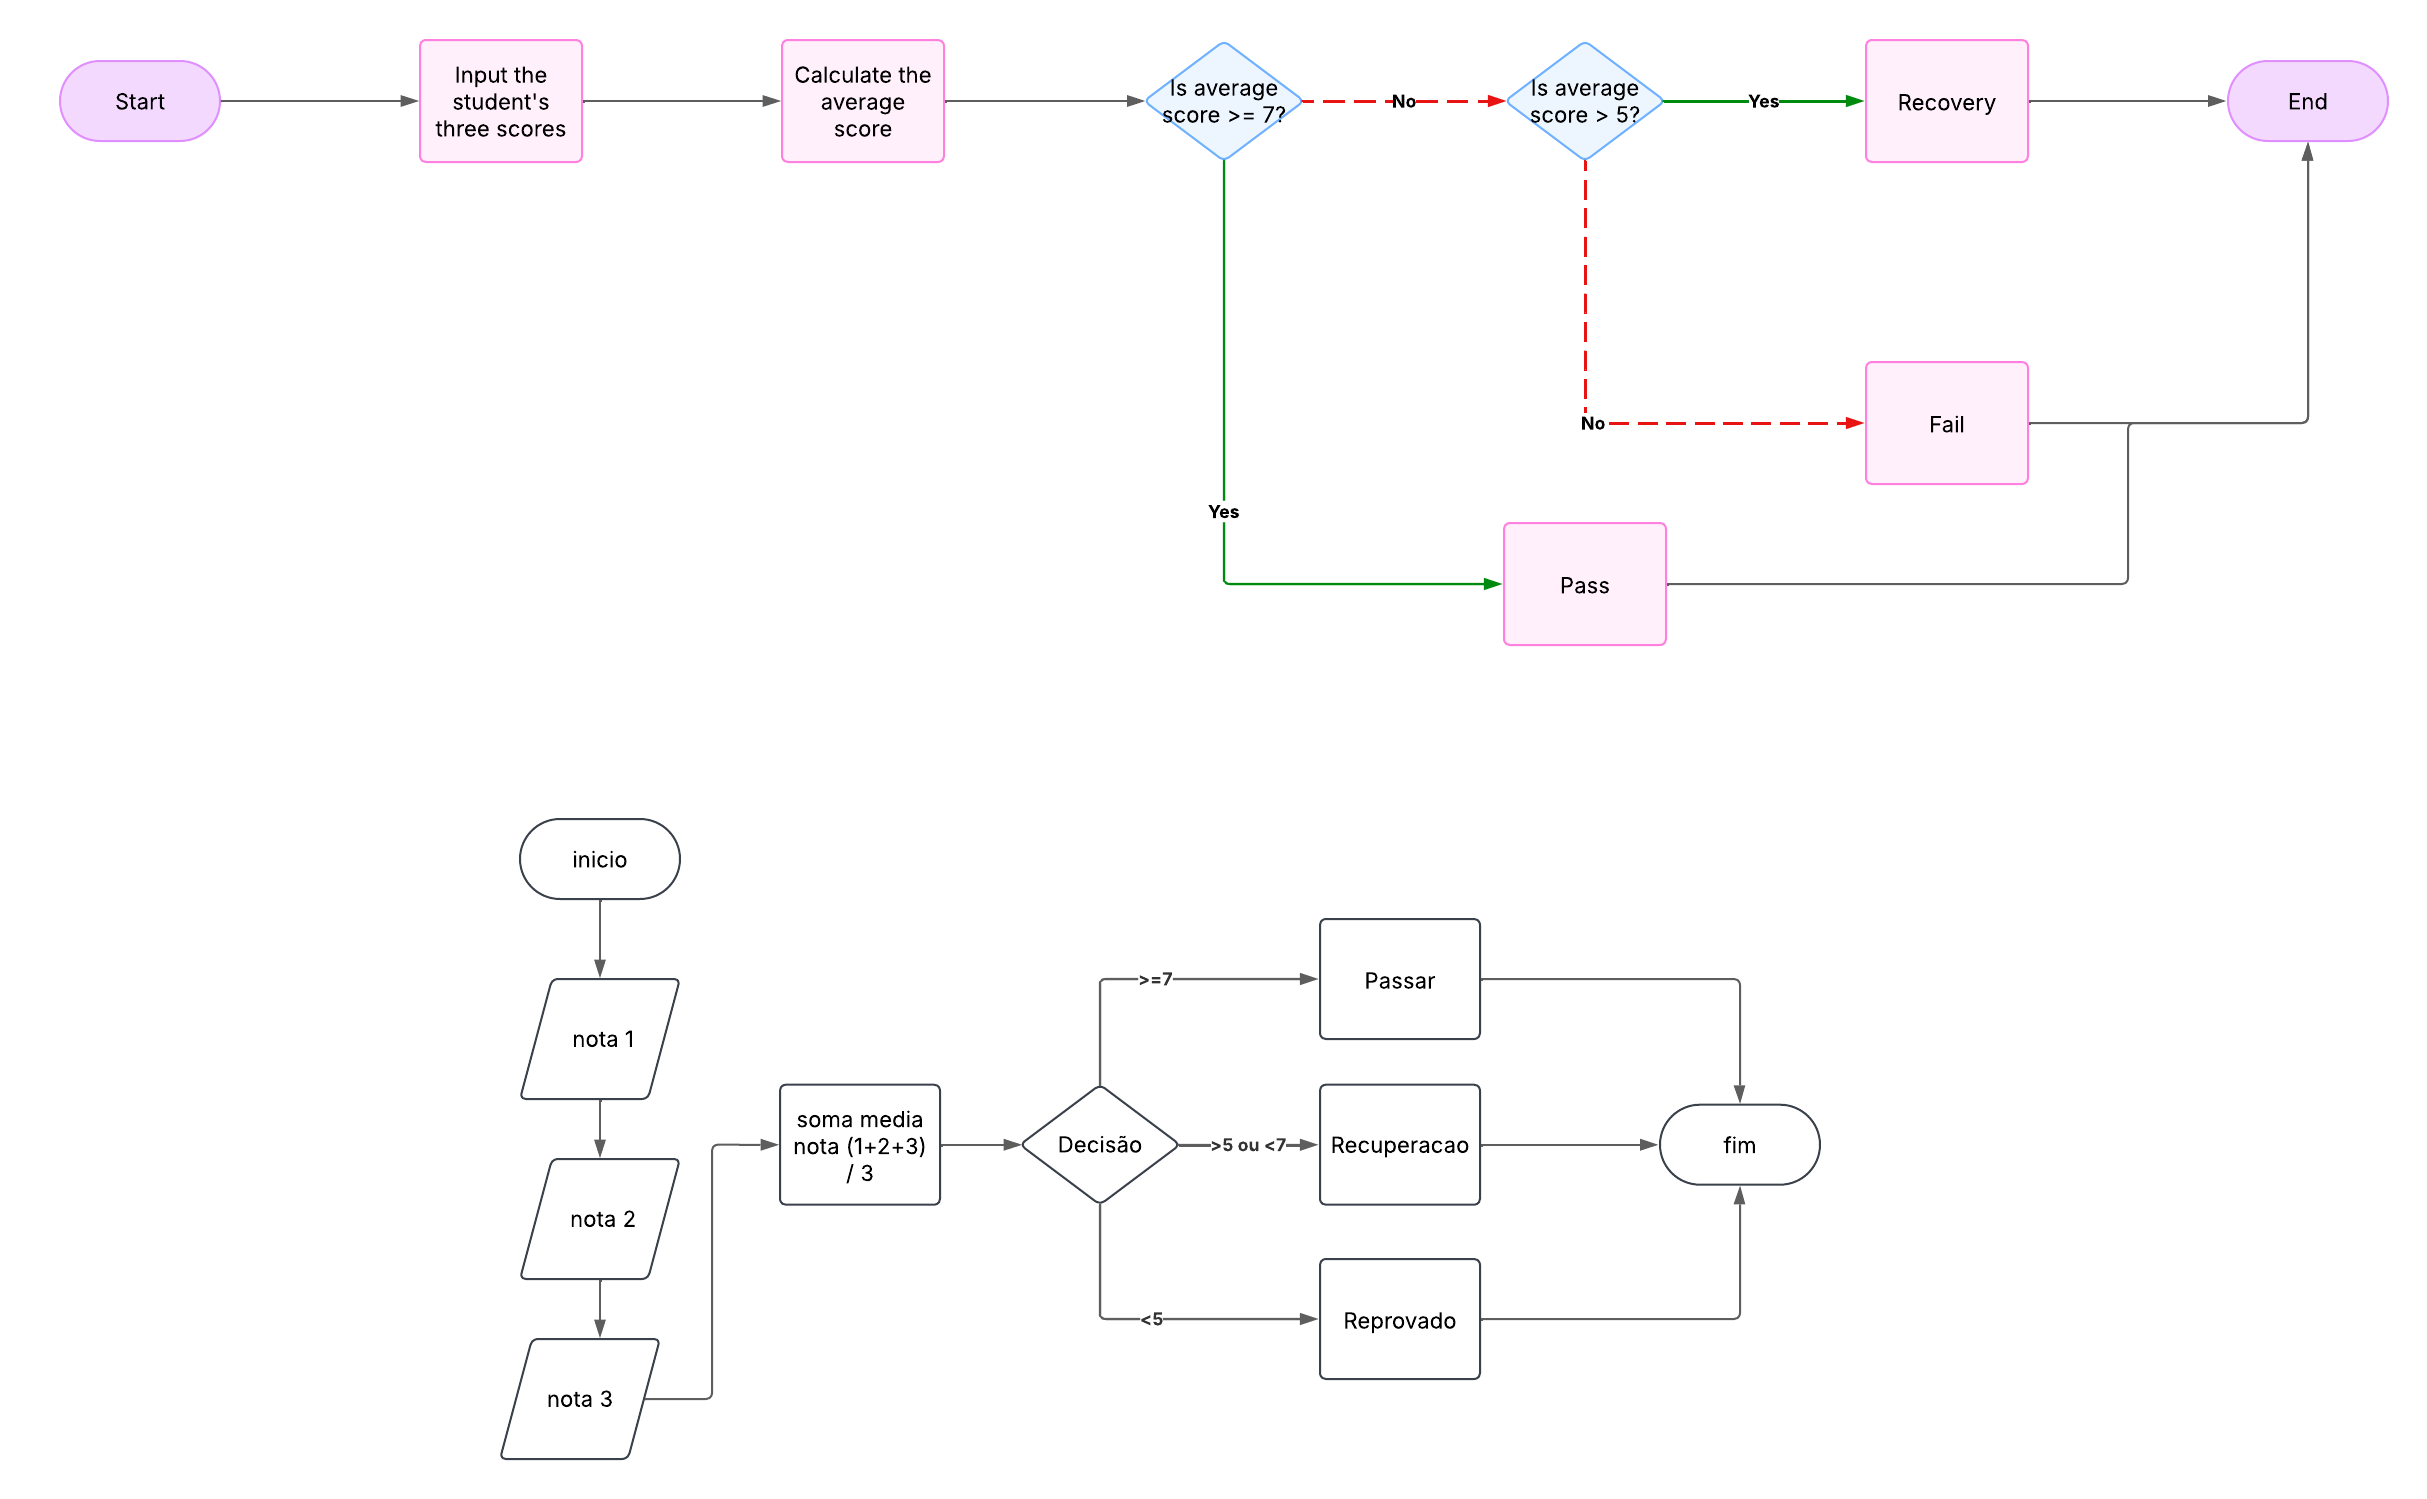 Start
Input the
student's
three scores
Calculate the
average
score
Is average
score >= 7?
No
Is average
score > 5?
Yes
Recovery
End
No
Fail
Yes
Pass
inicio
nota 1
nota 2
nota 3
soma media
nota (1+2+3)
/ 3
Decisão
>=7
Passar
>5 ou <7
Recuperacao
fim
<5
Reprovado